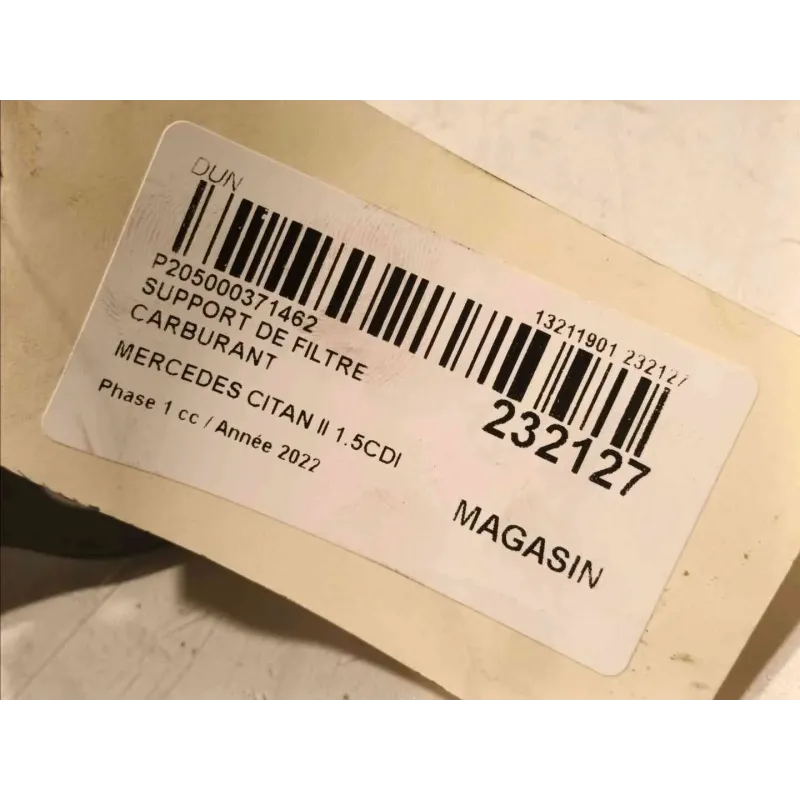 DUN
13211901 232127
P205000371462
SUPPORT DE FILTRE
CARBURANT
232127
MERCEDES CITAN II 1.5CDI
Phase 1 cc / Année 2022
MAGASIN